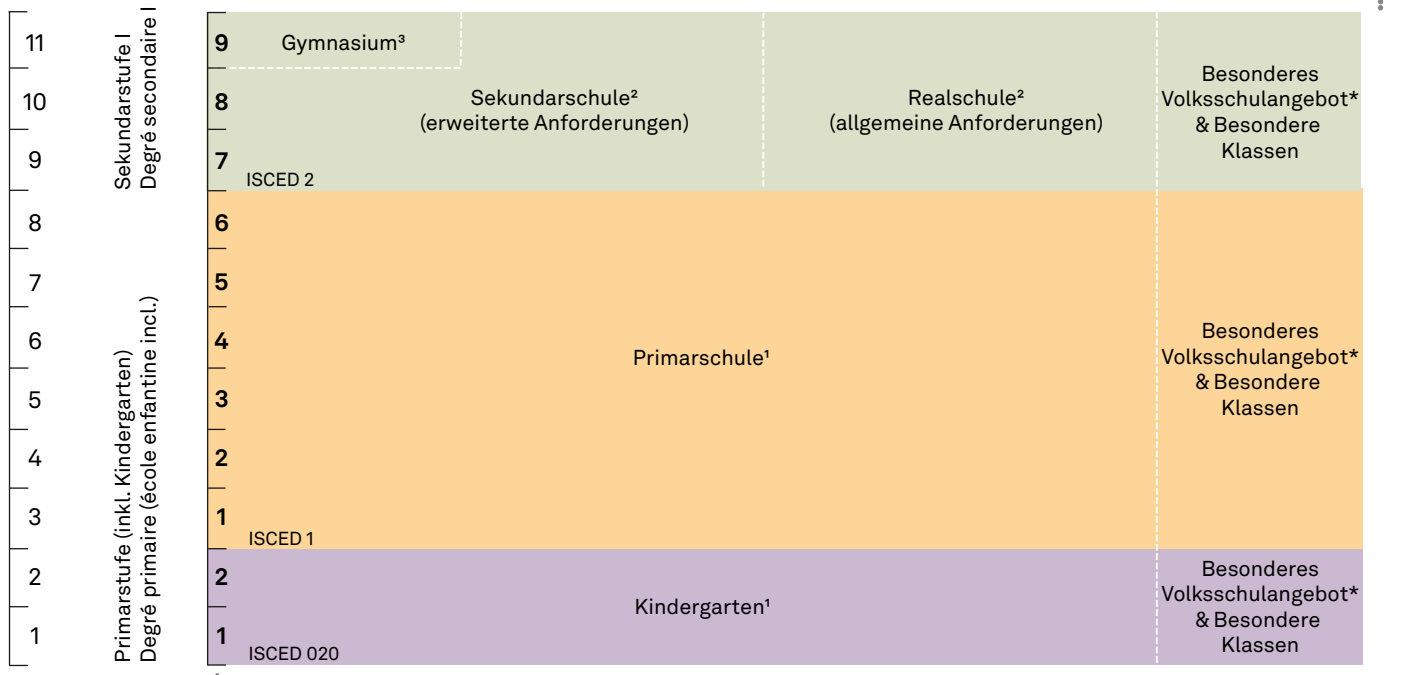 11
10
9
8
7
6
5
4
3
2
1
Sekundarstufe I
Degré secondaire I
Primarstufe (inkl. Kindergarten)
Degré primaire (école enfantine incl.)
9
8
7
6
5
4
3
2
1
2
1
Gymnasium³
Sekundarschule²
(erweiterte Anforderungen)
Realschule²
(allgemeine Anforderungen)
Besonderes
Volksschulangebot*
& Besondere
Klassen
ISCED 2
Primarschule¹
Besonderes
Volksschulangebot*
& Besondere
Klassen
ISCED 1
Kindergarten¹
Besonderes
Volksschulangebot*
& Besondere
Klassen
ISCED 020